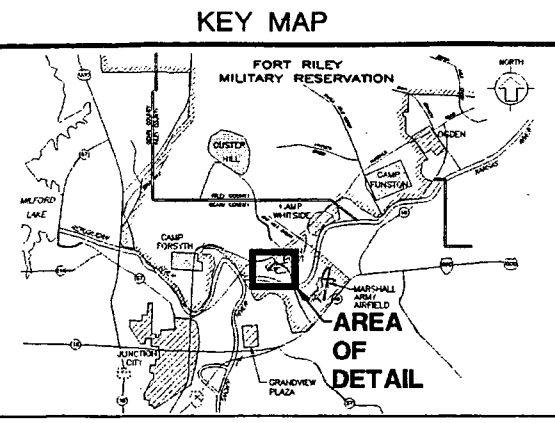 KEY MAP
FORT RILEY
MILITARY RESERVATION
NORTH
OGDEN
CUSTER
HILL
CAMP
FUNSTON
KANSAS
MILFORD
LAKE
CAMP
WHITSIDE
CAMP
FORSYTH
MARSHALL
ARMY
AIRFIELD
AREA
OF
DETAIL
JUNCTION
CITY
GRANDVIEW
PLAZA